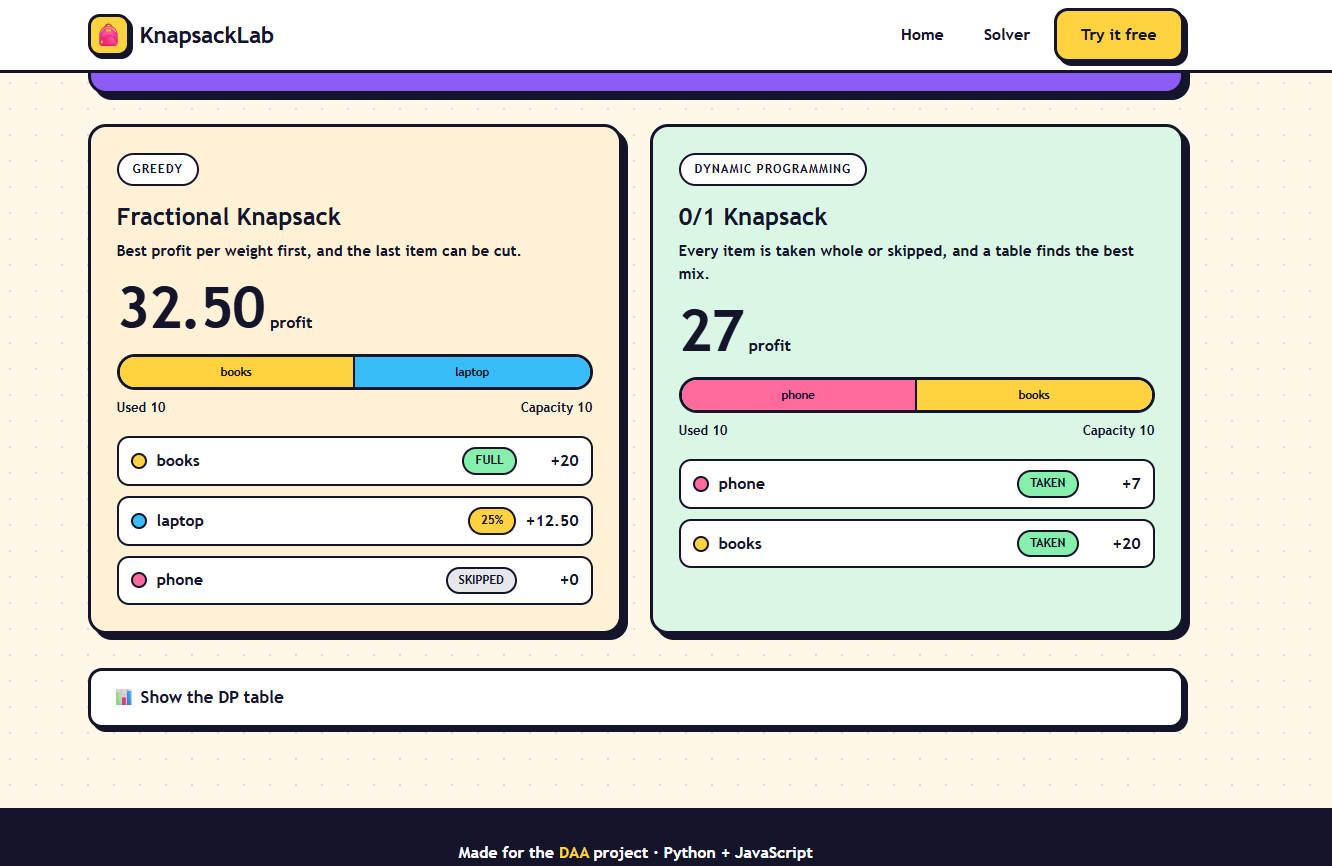 KnapsackLab
Home
Solver
Try it free
GREEDY
Fractional Knapsack
Best profit per weight first, and the last item can be cut.
32.50 profit
books
laptop
Used 10
Capacity 10
books
FULL
+20
laptop
25%
+12.50
phone
SKIPPED
+0
DYNAMIC PROGRAMMING
0/1 Knapsack
Every item is taken whole or skipped, and a table finds the best
mix.
27 profit
phone
books
Used 10
Capacity 10
phone
TAKEN
+7
books
TAKEN
+20
Show the DP table
Made for the DAA project · Python + JavaScript